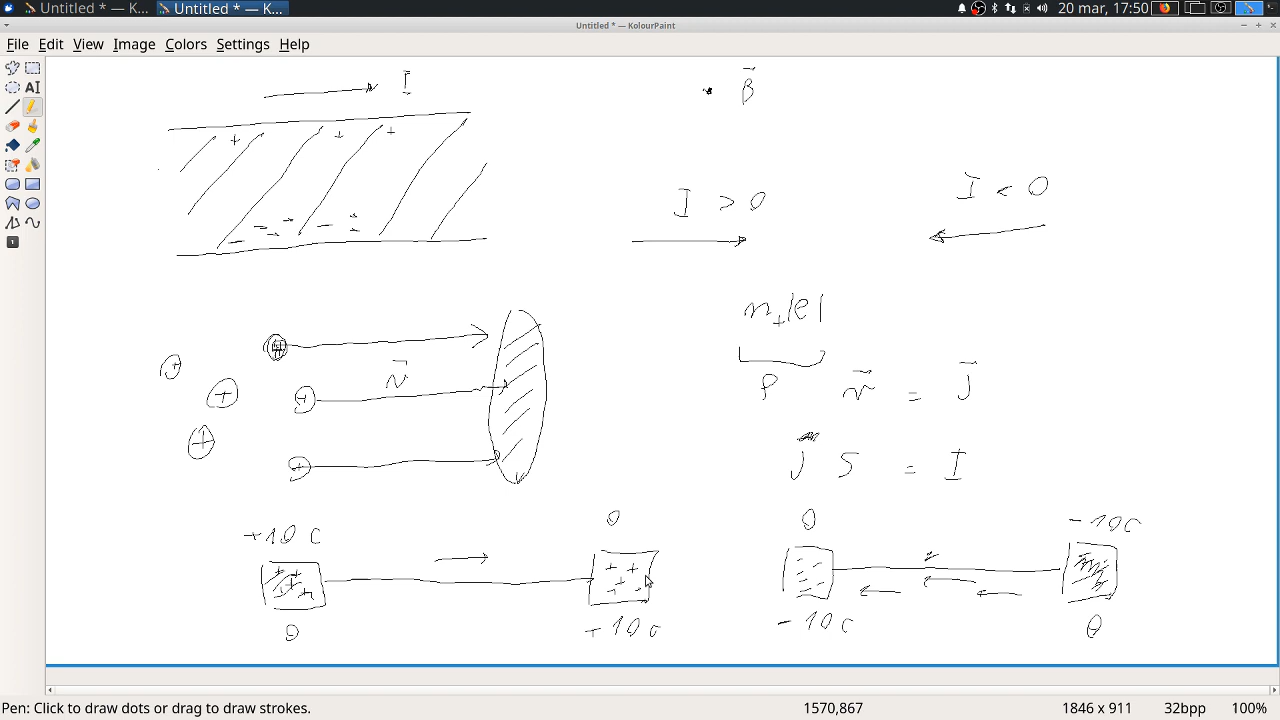 Untitled * — K... Untitled * — Ko... 20 mar, 17:50
Untitled * — KolourPaint
File Edit View Image Colors Settings Help
I
B⃗
+ + +
I > 0
I < 0
n₊|e|
v⃗
ρ v⃗ = j⃗
j S = I
+10 C
0
0
-10 C
0
+10 C
-10 C
0
Pen: Click to draw dots or drag to draw strokes. 1570,867 1846 x 911 32bpp 100%